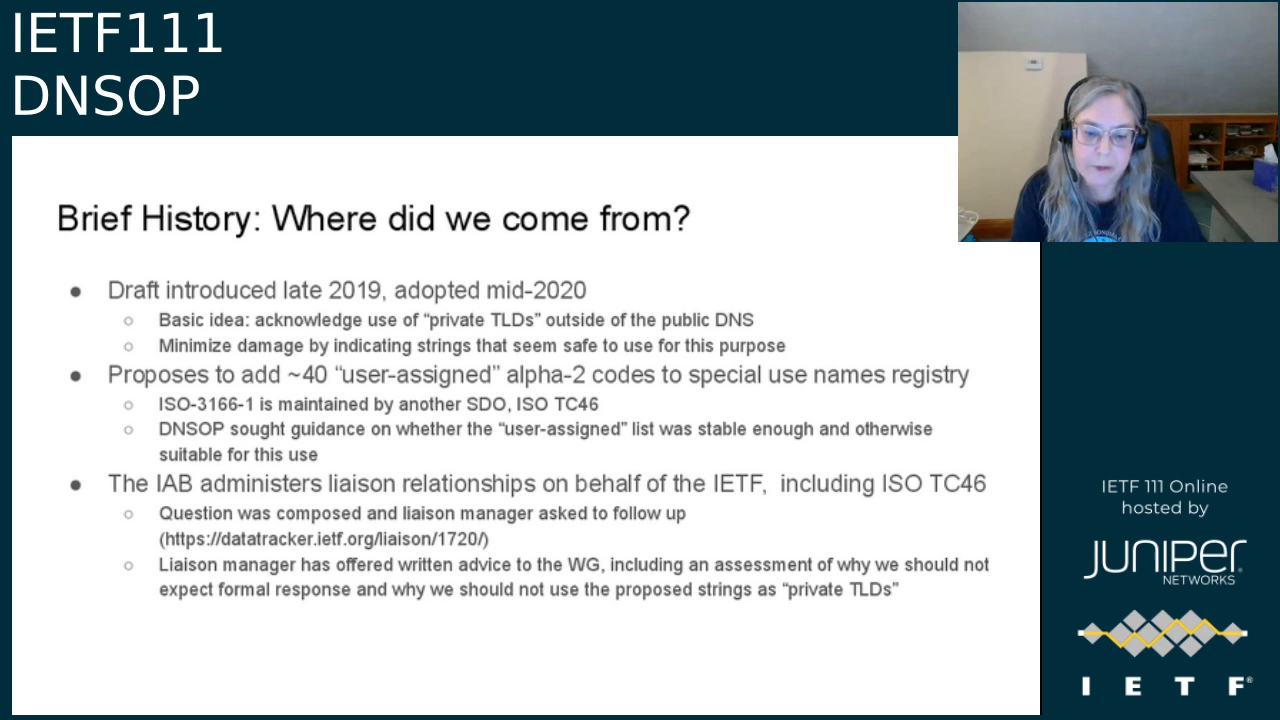 IETF111
DNSOP
Brief History: Where did we come from?
● Draft introduced late 2019, adopted mid-2020
○ Basic idea: acknowledge use of “private TLDs” outside of the public DNS
○ Minimize damage by indicating strings that seem safe to use for this purpose
● Proposes to add ~40 “user-assigned” alpha-2 codes to special use names registry
○ ISO-3166-1 is maintained by another SDO, ISO TC46
○ DNSOP sought guidance on whether the “user-assigned” list was stable enough and otherwise
suitable for this use
● The IAB administers liaison relationships on behalf of the IETF, including ISO TC46
○ Question was composed and liaison manager asked to follow up
(https://datatracker.ietf.org/liaison/1720/)
○ Liaison manager has offered written advice to the WG, including an assessment of why we should not
expect formal response and why we should not use the proposed strings as “private TLDs”
IETF 111 Online
hosted by
JUNIPER
NETWORKS
I E T F®